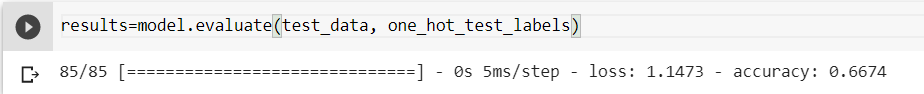 results=model.evaluate(test_data, one_hot_test_labels)
85/85 [==============================] - 0s 5ms/step - loss: 1.1473 - accuracy: 0.6674